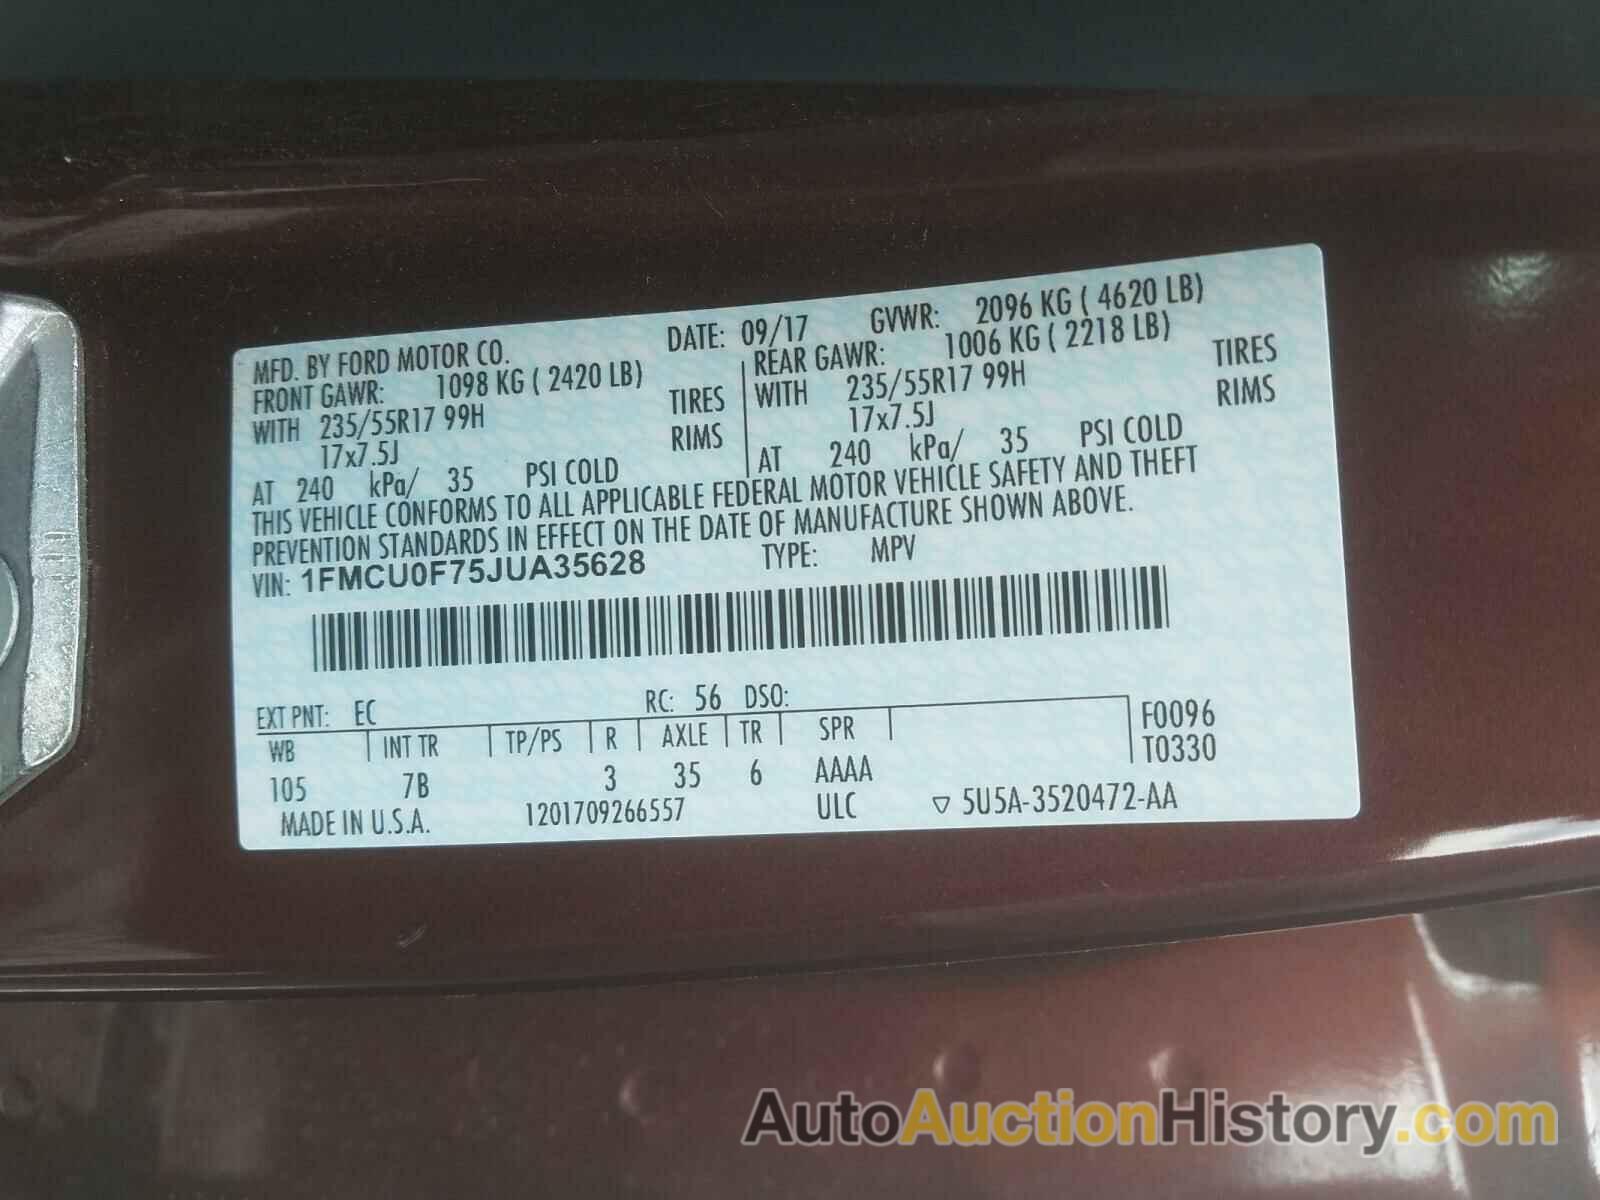 MFD. BY FORD MOTOR CO. DATE: 09/17 GVWR: 2096 KG ( 4620 LB)
FRONT GAWR: 1098 KG ( 2420 LB) REAR GAWR: 1006 KG ( 2218 LB)
WITH 235/55R17 99H TIRES WITH 235/55R17 99H TIRES
17x7.5J RIMS 17x7.5J RIMS
AT 240 kPa/ 35 PSI COLD AT 240 kPa/ 35 PSI COLD
THIS VEHICLE CONFORMS TO ALL APPLICABLE FEDERAL MOTOR VEHICLE SAFETY AND THEFT
PREVENTION STANDARDS IN EFFECT ON THE DATE OF MANUFACTURE SHOWN ABOVE.
VIN: 1FMCU0F75JUA35628 TYPE: MPV
EXT PNT: EC RC: 56 DSO:
WB INT TR TP/PS R AXLE TR SPR F0096
105 7B 3 35 6 AAAA T0330
MADE IN U.S.A. 1201709266557 ULC ▽ 5U5A-3520472-AA
AutoAuctionHistory.com